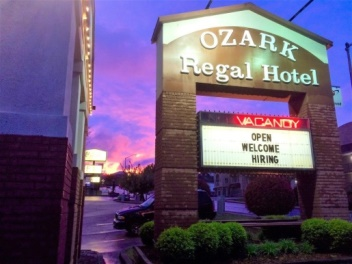 OZARK
Regal Hotel
VACANCY
OPEN
WELCOME
HIRING